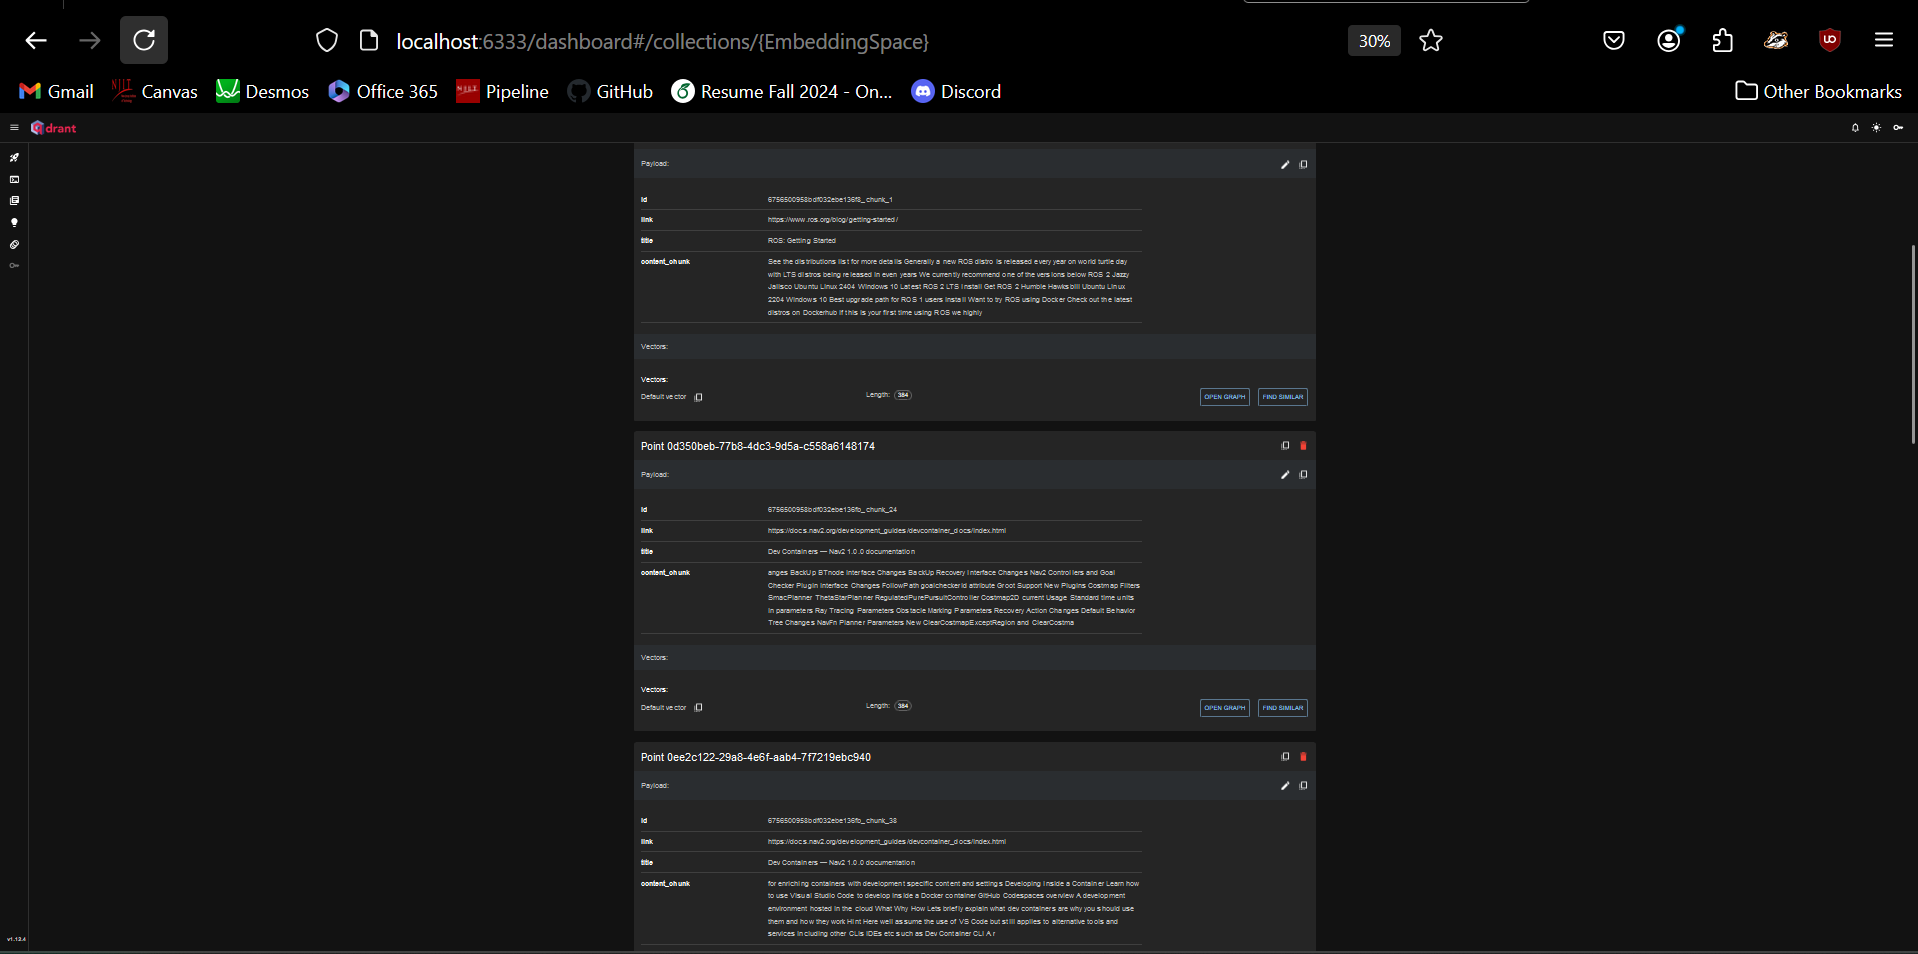 localhost:6333/dashboard#/collections/{EmbeddingSpace}
30%
Gmail
Canvas
Desmos
Office 365
Pipeline
GitHub
Resume Fall 2024 - On...
Discord
Other Bookmarks
drant
Payload:
id 6756500958bdf032ebe136f8_chunk_1
link https://www.ros.org/blog/getting-started/
title ROS: Getting Started
content_chunk See the distributions list for more details Generally a new ROS distro is released every year on world turtle day
with LTS distros being released in even years We currently recommend one of the versions below ROS 2 Jazzy
Jalisco Ubuntu Linux 2404 Windows 10 Latest ROS 2 LTS Install Get ROS 2 Humble Hawksbill Ubuntu Linux
2204 Windows 10 Best upgrade path for ROS 1 users Install Want to try ROS using Docker Check out the latest
distros on Dockerhub If this is your first time using ROS we highly
Vectors:
Vectors:
Default vector Length: 384 OPEN GRAPH FIND SIMILAR
Point 0d350beb-77b8-4dc3-9d5a-c558a6148174
Payload:
id 6756500958bdf032ebe136fb_chunk_24
link https://docs.nav2.org/development_guides/devcontainer_docs/index.html
title Dev Containers — Nav2 1.0.0 documentation
content_chunk anges BackUp BTnode Interface Changes BackUp Recovery Interface Changes Nav2 Controllers and Goal
Checker Plugin Interface Changes FollowPath goalcheckerid attribute Groot Support New Plugins Costmap Filters
SmacPlanner ThetaStarPlanner RegulatedPurePursuitController Costmap2D current Usage Standard time units
in parameters Ray Tracing Parameters Obstacle Marking Parameters Recovery Action Changes Default Behavior
Tree Changes NavFn Planner Parameters New ClearCostmapExceptRegion and ClearCostma
Vectors:
Vectors:
Default vector Length: 384 OPEN GRAPH FIND SIMILAR
Point 0ee2c122-29a8-4e6f-aab4-7f7219ebc940
Payload:
id 6756500958bdf032ebe136fb_chunk_38
link https://docs.nav2.org/development_guides/devcontainer_docs/index.html
title Dev Containers — Nav2 1.0.0 documentation
content_chunk for enriching containers with development specific content and settings Developing inside a Container Learn how
to use Visual Studio Code to develop inside a Docker container GitHub Codespaces overview A development
environment hosted in the cloud What Why How Lets briefly explain what dev containers are why you should use
them and how they work Hint Here well assume the use of VS Code but still applies to alternative tools and
services including other CLIs IDEs etc such as Dev Container CLI A r
v1.12.4